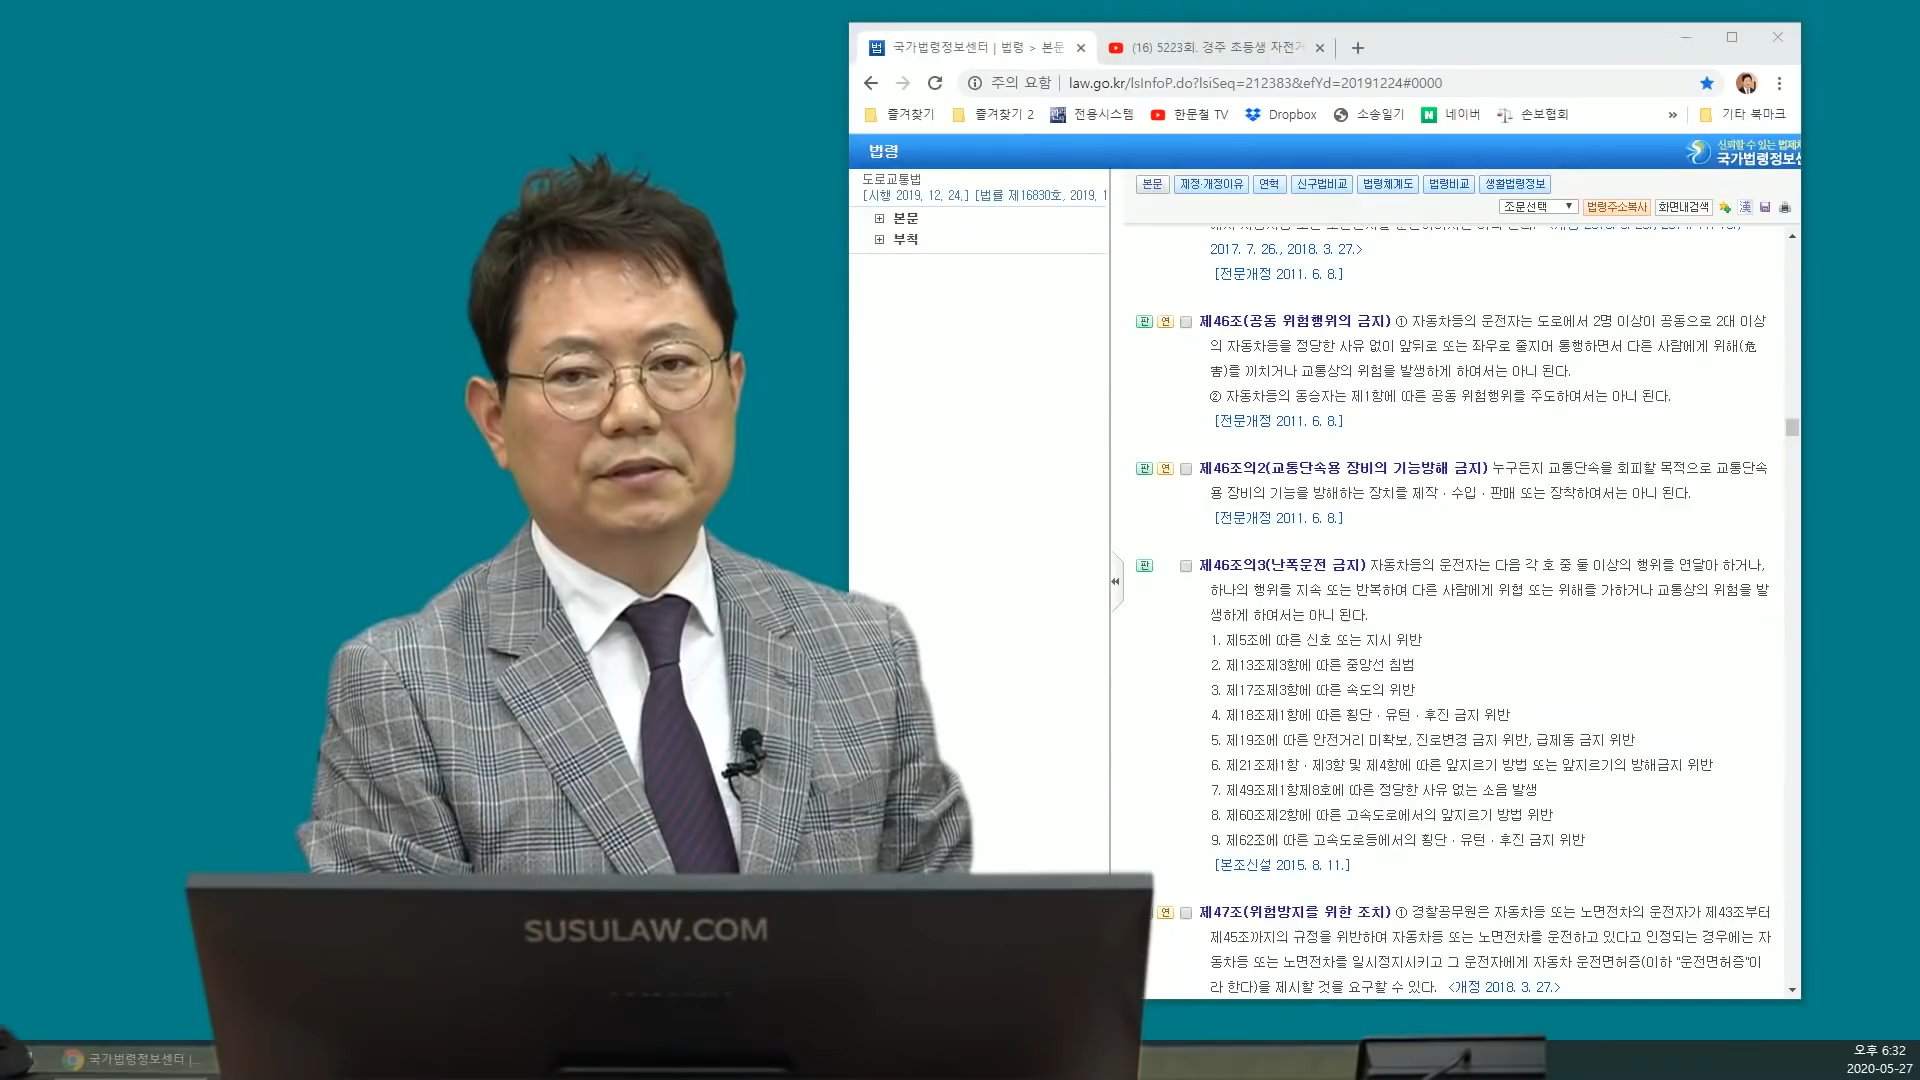 국가법령정보센터 | 법령 > 본문
(16) 5223회. 경주 초등생 자전거
주의 요함 | law.go.kr/lsInfoP.do?lsiSeq=212383&efYd=20191224#0000
즐겨찾기
즐겨찾기 2
전용시스템
한문철 TV
Dropbox
소송일기
네이버
손보협회
»
기타 북마크
법령
신뢰할 수 있는 법제처
국가법령정보센
도로교통법
[시행 2019. 12. 24.] [법률 제16830호, 2019. 1
본문
부칙
본문
제정·개정이유
연혁
신구법비교
법령체계도
법령비교
생활법령정보
조문선택
법령주소복사
화면내검색
漢
2017. 7. 26., 2018. 3. 27.>
[전문개정 2011. 6. 8.]
판 연 제46조(공동 위험행위의 금지) ① 자동차등의 운전자는 도로에서 2명 이상이 공동으로 2대 이상
의 자동차등을 정당한 사유 없이 앞뒤로 또는 좌우로 줄지어 통행하면서 다른 사람에게 위해(危
害)를 끼치거나 교통상의 위험을 발생하게 하여서는 아니 된다.
② 자동차등의 동승자는 제1항에 따른 공동 위험행위를 주도하여서는 아니 된다.
[전문개정 2011. 6. 8.]
판 연 제46조의2(교통단속용 장비의 기능방해 금지) 누구든지 교통단속을 회피할 목적으로 교통단속
용 장비의 기능을 방해하는 장치를 제작ㆍ수입ㆍ판매 또는 장착하여서는 아니 된다.
[전문개정 2011. 6. 8.]
판 제46조의3(난폭운전 금지) 자동차등의 운전자는 다음 각 호 중 둘 이상의 행위를 연달아 하거나,
하나의 행위를 지속 또는 반복하여 다른 사람에게 위협 또는 위해를 가하거나 교통상의 위험을 발
생하게 하여서는 아니 된다.
1. 제5조에 따른 신호 또는 지시 위반
2. 제13조제3항에 따른 중앙선 침범
3. 제17조제3항에 따른 속도의 위반
4. 제18조제1항에 따른 횡단ㆍ유턴ㆍ후진 금지 위반
5. 제19조에 따른 안전거리 미확보, 진로변경 금지 위반, 급제동 금지 위반
6. 제21조제1항ㆍ제3항 및 제4항에 따른 앞지르기 방법 또는 앞지르기의 방해금지 위반
7. 제49조제1항제8호에 따른 정당한 사유 없는 소음 발생
8. 제60조제2항에 따른 고속도로에서의 앞지르기 방법 위반
9. 제62조에 따른 고속도로등에서의 횡단ㆍ유턴ㆍ후진 금지 위반
[본조신설 2015. 8. 11.]
연 제47조(위험방지를 위한 조치) ① 경찰공무원은 자동차등 또는 노면전차의 운전자가 제43조부터
제45조까지의 규정을 위반하여 자동차등 또는 노면전차를 운전하고 있다고 인정되는 경우에는 자
동차등 또는 노면전차를 일시정지시키고 그 운전자에게 자동차 운전면허증(이하 "운전면허증"이
라 한다)을 제시할 것을 요구할 수 있다. <개정 2018. 3. 27.>
SUSULAW.COM
국가법령정보센터 |...
오후 6:32
2020-05-27